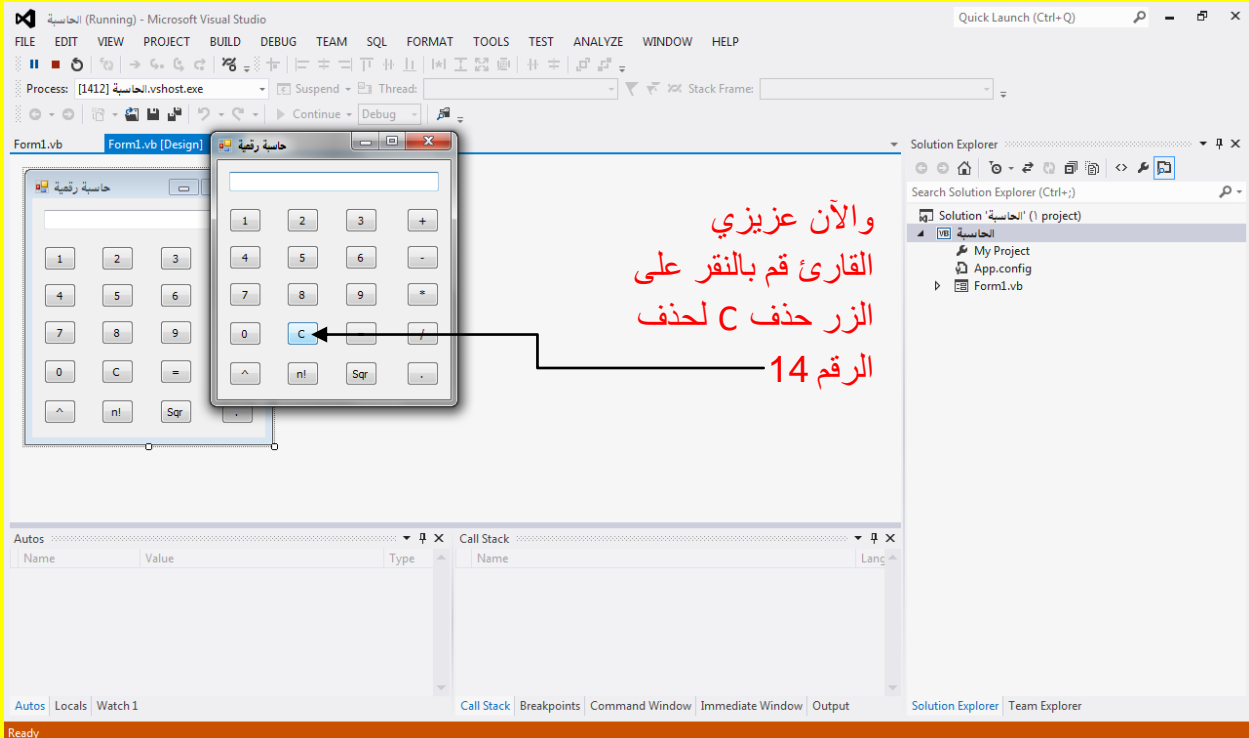 الحاسبة (Running) - Microsoft Visual Studio
Quick Launch (Ctrl+Q)
FILE EDIT VIEW PROJECT BUILD DEBUG TEAM SQL FORMAT TOOLS TEST ANALYZE WINDOW HELP
Process: [1412] الحاسبة.vshost.exe Suspend Thread: Stack Frame:
Continue Debug
Form1.vb Form1.vb [Design]
حاسبة رقمية
1 2 3
4 5 6
7 8 9
0 C =
^ n! Sqr .
حاسبة رقمية
1 2 3 +
4 5 6 -
7 8 9 *
0 C = /
^ n! Sqr .
والآن عزيزي
القارئ قم بالنقر على
الزر حذف C لحذف
الرقم 14
Solution Explorer
Search Solution Explorer (Ctrl+;)
Solution 'الحاسبة' (1 project)
الحاسبة
My Project
App.config
Form1.vb
Autos
Name Value Type
Call Stack
Name Lang
Autos Locals Watch 1
Call Stack Breakpoints Command Window Immediate Window Output
Solution Explorer Team Explorer
Ready